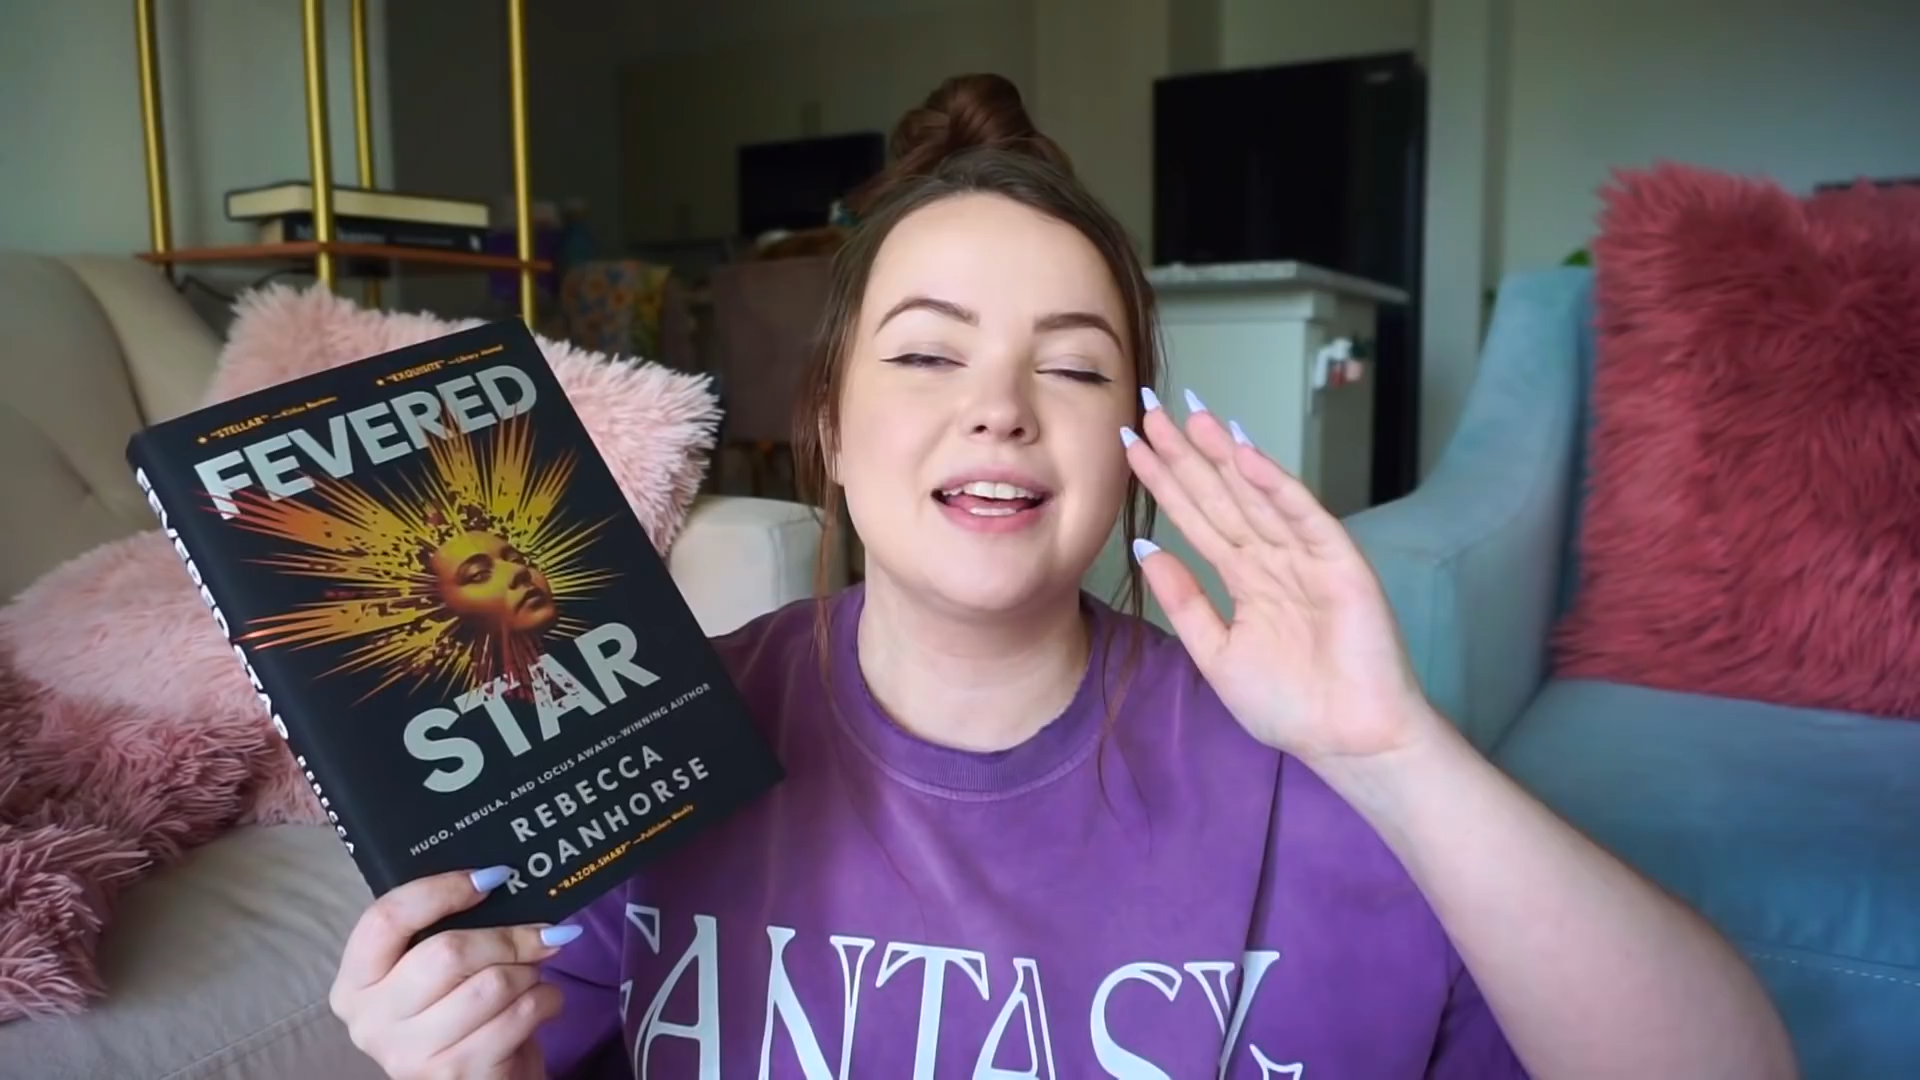 ★ "STELLAR" —Kirkus Reviews
★ "EXQUISITE" —Library Journal
FEVERED
STAR
HUGO, NEBULA, AND LOCUS AWARD–WINNING AUTHOR
REBECCA
ROANHORSE
★ "RAZOR-SHARP" —Publishers Weekly
FEVERED STAR REBECCA
FANTASY